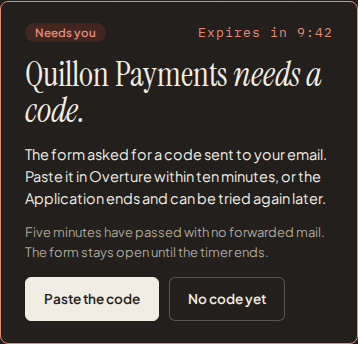 Needs you
Expires in 9:42
Quillon Payments needs a
code.
The form asked for a code sent to your email.
Paste it in Overture within ten minutes, or the
Application ends and can be tried again later.
Five minutes have passed with no forwarded mail.
The form stays open until the timer ends.
Paste the code
No code yet